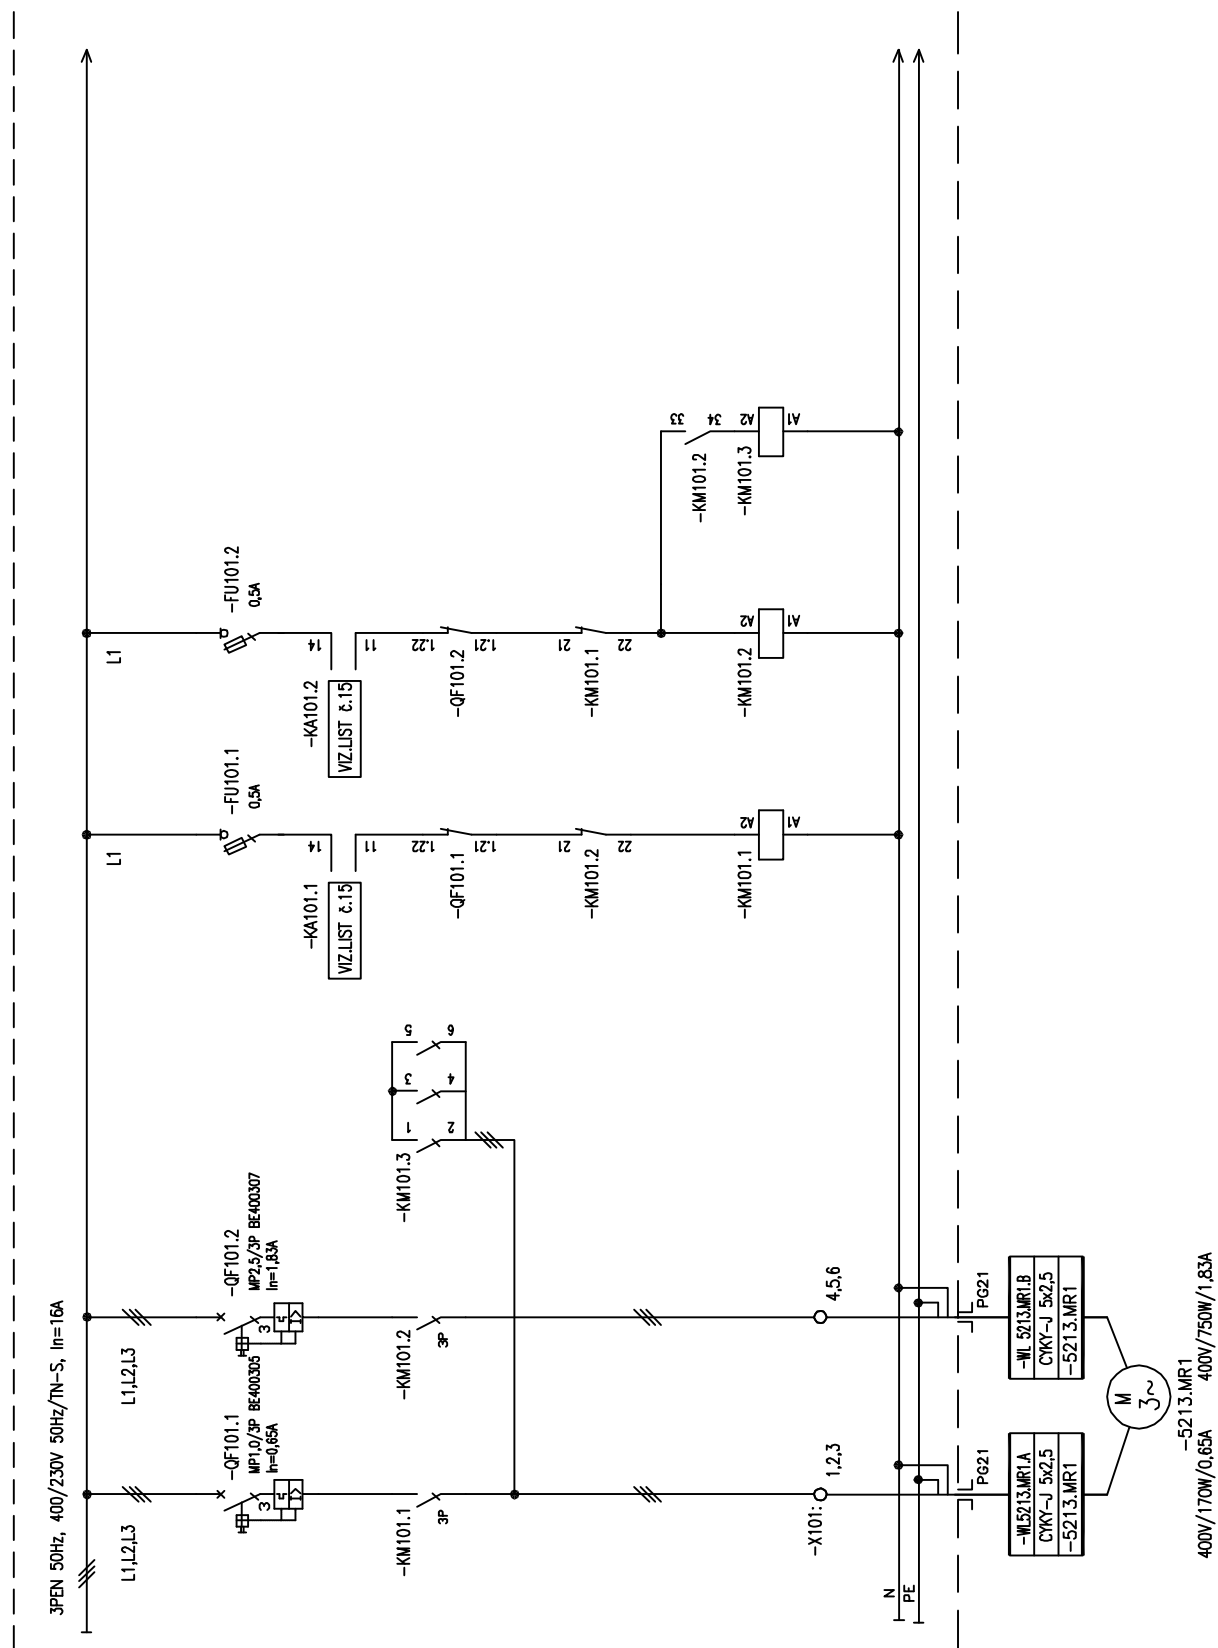 3PEN 50Hz, 400/230V 50Hz/TN-S, In=16A
L1,L2,L3
-QF101.1
MP1,0/3P BE400305
In=0,65A
3
-KM101.1
3P
-X101:
1,2,3
L1,L2,L3
-QF101.2
MP2,5/3P BE400307
In=1,83A
3
-KM101.2
3P
4,5,6
-KM101.3
1
2
3
4
5
6
L1
-FU101.1
0,5A
-KA101.1
14
11
VIZ.LIST č.15
-QF101.1
1.22
1.21
-KM101.2
21
22
-KM101.1
A2
A1
L1
-FU101.2
0,5A
-KA101.2
14
11
VIZ.LIST č.15
-QF101.2
1.22
1.21
-KM101.1
21
22
-KM101.2
A2
A1
-KM101.2
33
34
-KM101.3
A2
A1
N
PE
PG21
PG21
-WL5213.MR1.A
CYKY-J 5x2,5
-5213.MR1
-WL 5213.MR1.B
CYKY-J 5x2,5
-5213.MR1
M
3~
-5213.MR1
400V/170W/0,65A
400V/750W/1,83A